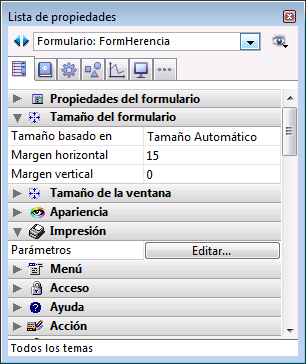 Lista de propiedades
Formulario: FormHerencia
Propiedades del formulario
Tamaño del formulario
Tamaño basado en Tamaño Automático
Margen horizontal 15
Margen vertical 0
Tamaño de la ventana
Apariencia
Impresión
Parámetros Editar...
Menú
Acceso
Ayuda
Acción
Todos los temas